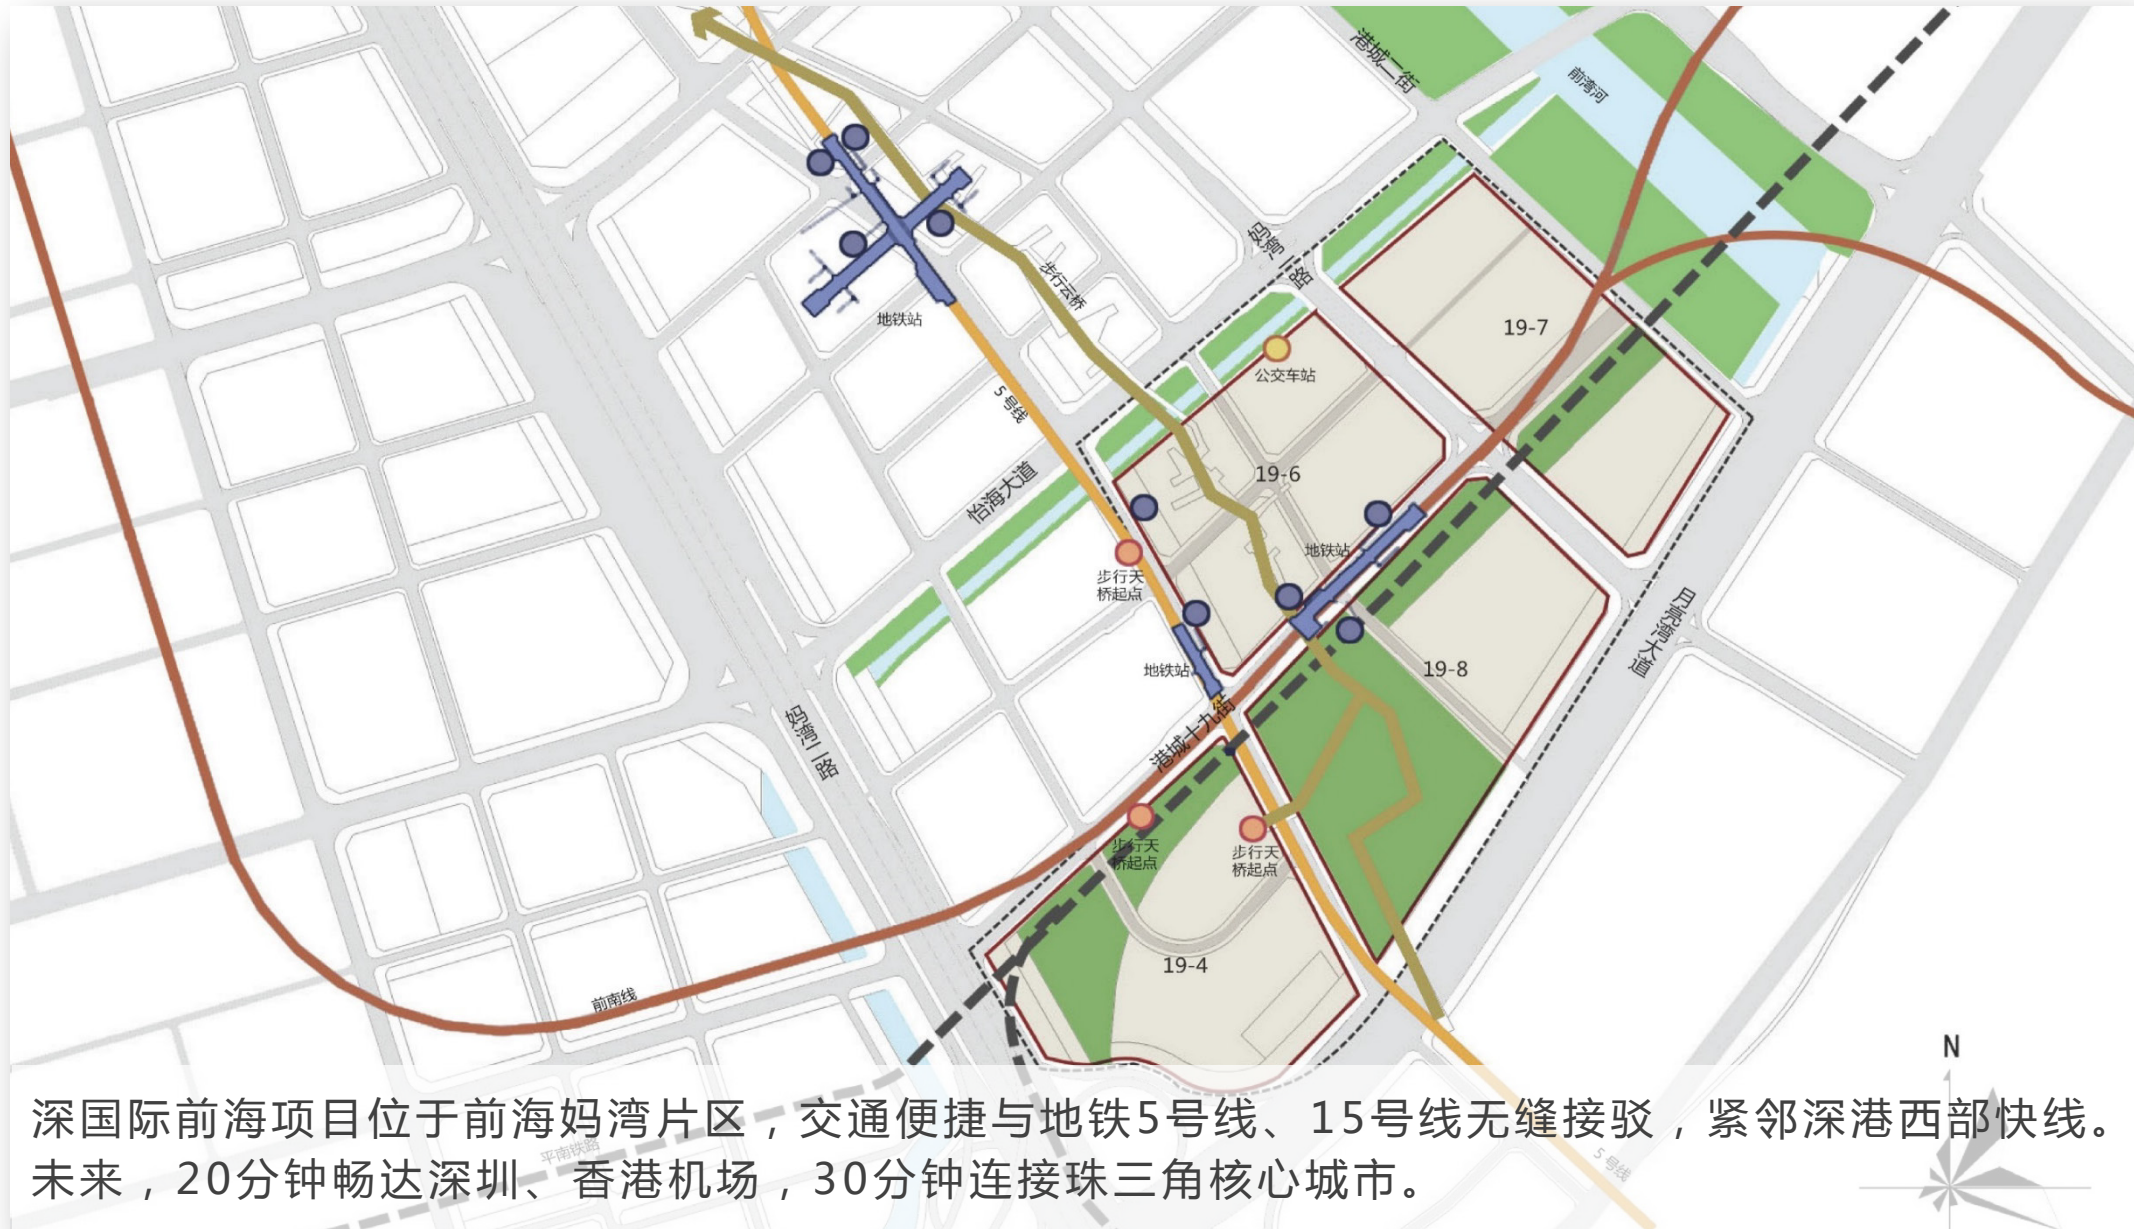 港城二街
前湾河
妈湾一路
步行云桥
地铁站
19-7
公交车站
5号线
19-6
怡海大道
地铁站
步行天
桥起点
月亮湾大道
地铁站
19-8
妈湾二路
港城十九街
步行天
桥起点
步行天
桥起点
19-4
前南线
N
深国际前海项目位于前海妈湾片区，交通便捷与地铁5号线、15号线无缝接驳，紧邻深港西部快线。
平南铁路
5号线
未来，20分钟畅达深圳、香港机场，30分钟连接珠三角核心城市。